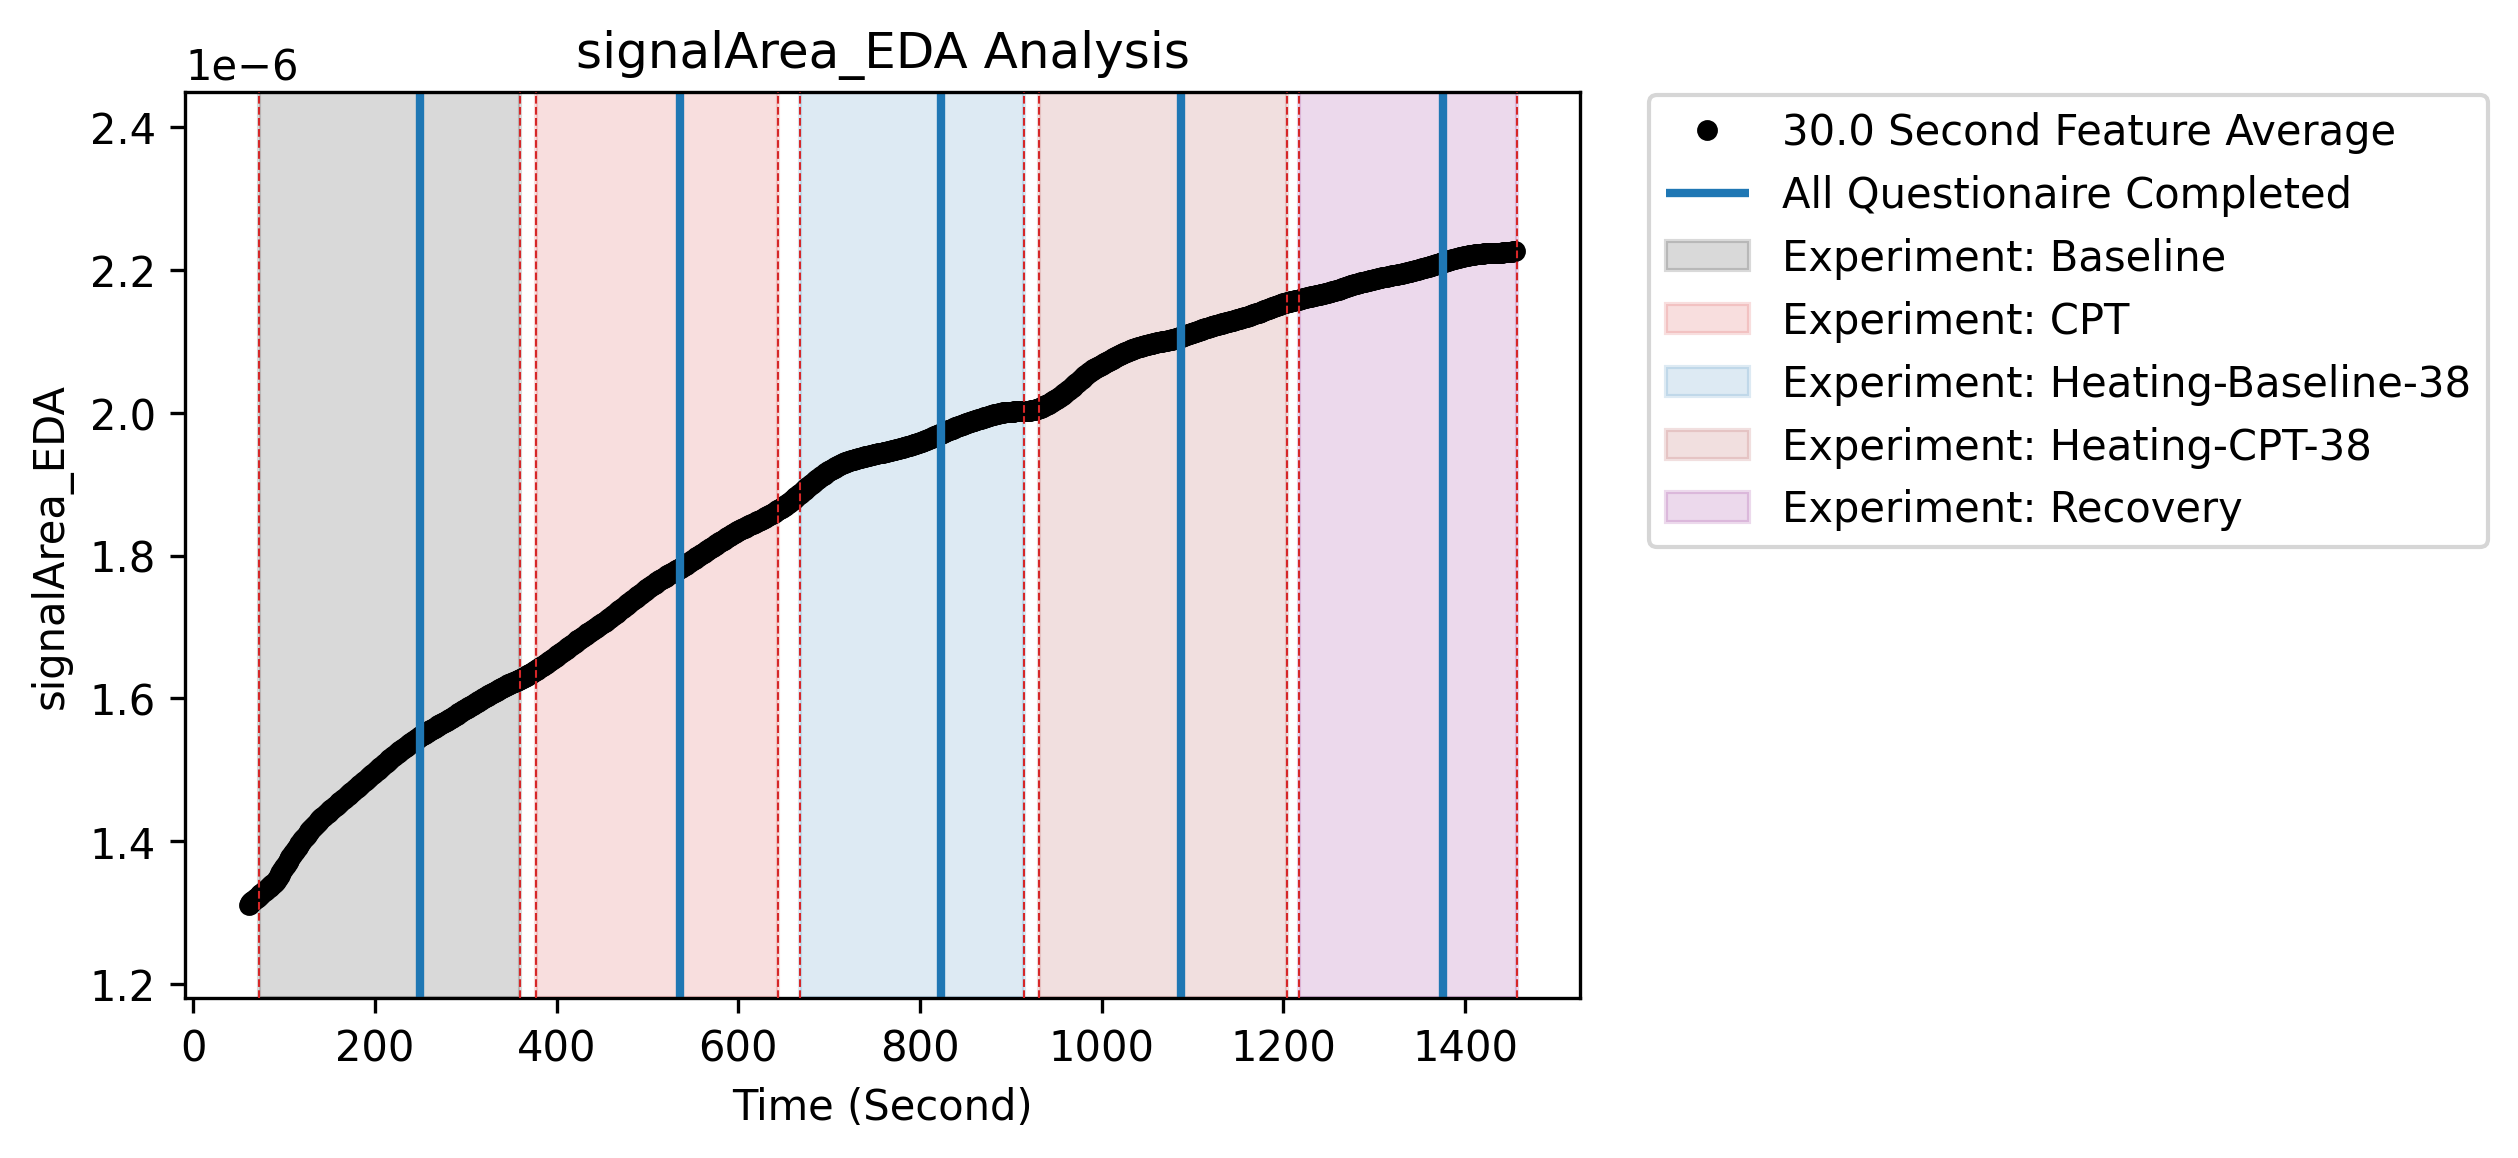 signalArea_EDA Analysis
1e−6
2.4
2.2
2.0
1.8
1.6
1.4
1.2
signalArea_EDA
0 200 400 600 800 1000 1200 1400
Time (Second)
30.0 Second Feature Average
All Questionaire Completed
Experiment: Baseline
Experiment: CPT
Experiment: Heating-Baseline-38
Experiment: Heating-CPT-38
Experiment: Recovery